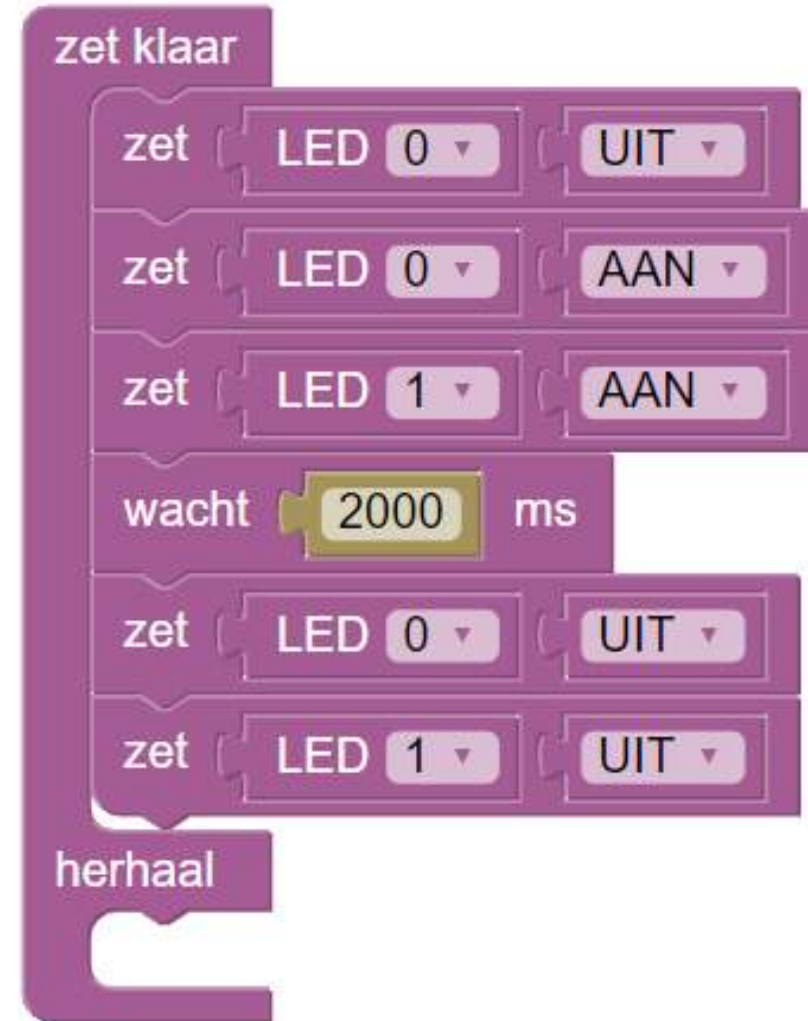 zet klaar
zet LED 0 UIT
zet LED 0 AAN
zet LED 1 AAN
wacht 2000 ms
zet LED 0 UIT
zet LED 1 UIT
herhaal